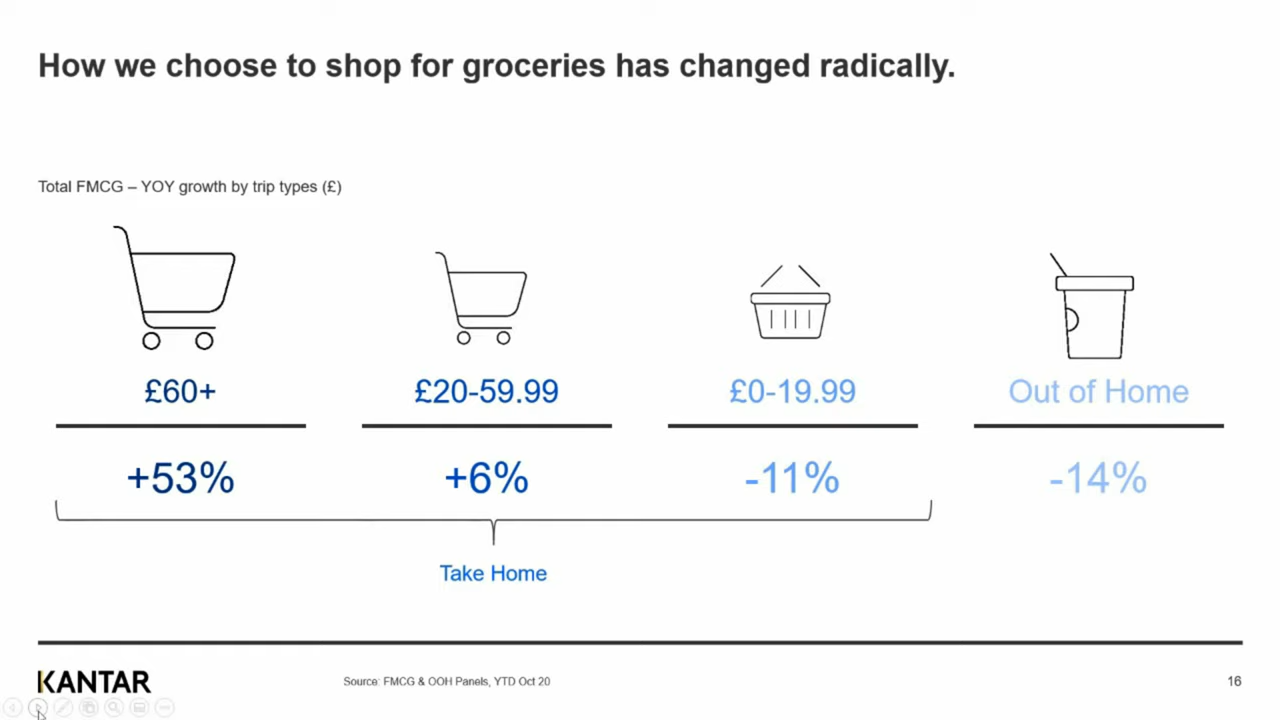 How we choose to shop for groceries has changed radically.
Total FMCG – YOY growth by trip types (£)
£60+
£20-59.99
£0-19.99
Out of Home
+53%
+6%
-11%
-14%
Take Home
KANTAR
Source: FMCG & OOH Panels, YTD Oct 20
16